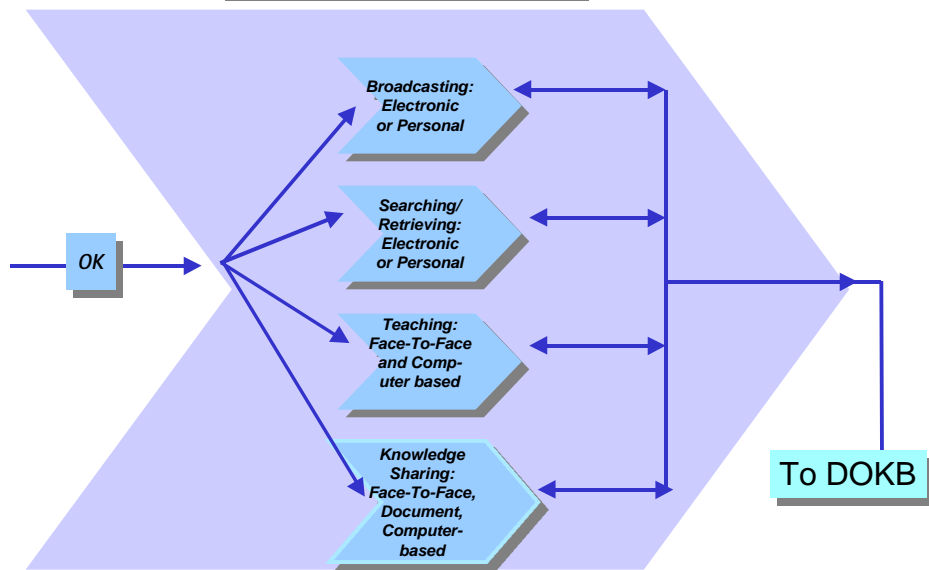 Broadcasting:
Electronic
or Personal
Searching/
Retrieving:
Electronic
or Personal
OK
Teaching:
Face-To-Face
and Comp-
uter based
Knowledge
Sharing:
Face-To-Face,
Document,
Computer-
based
To DOKB